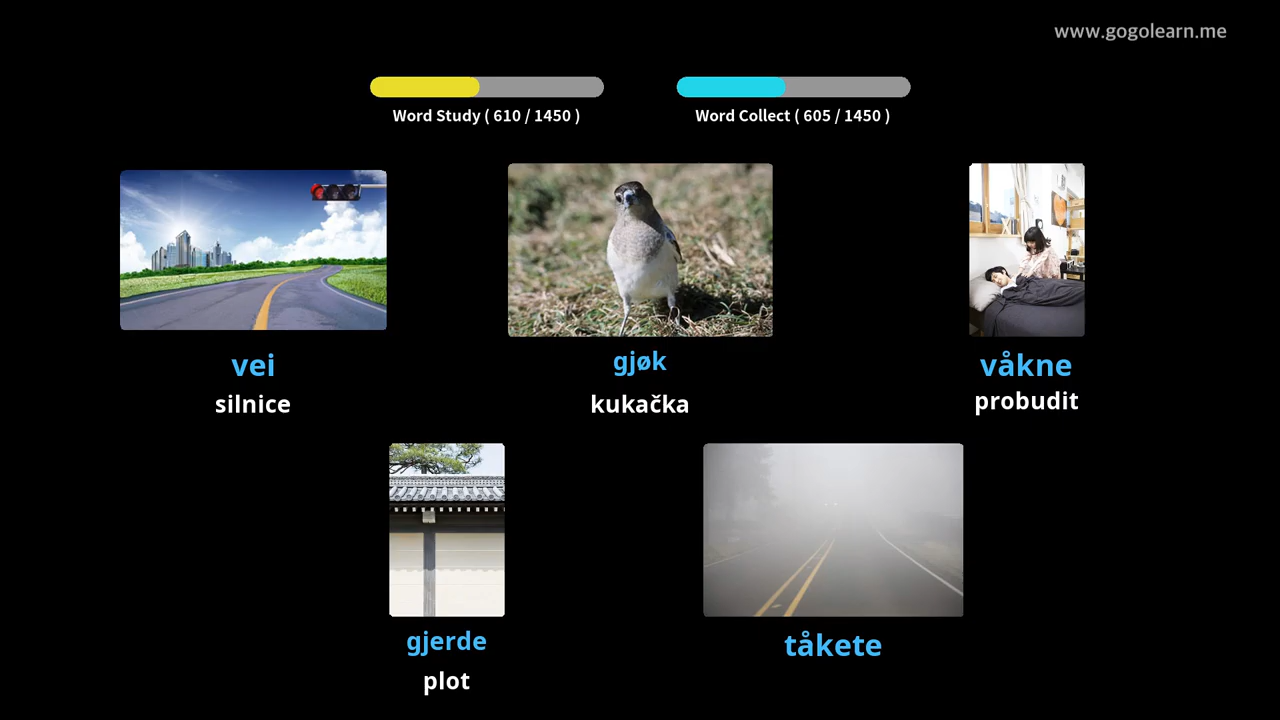 www.gogolearn.me
Word Study ( 610 / 1450 )
Word Collect ( 605 / 1450 )
vei
silnice
gjøk
kukačka
våkne
probudit
gjerde
plot
tåkete